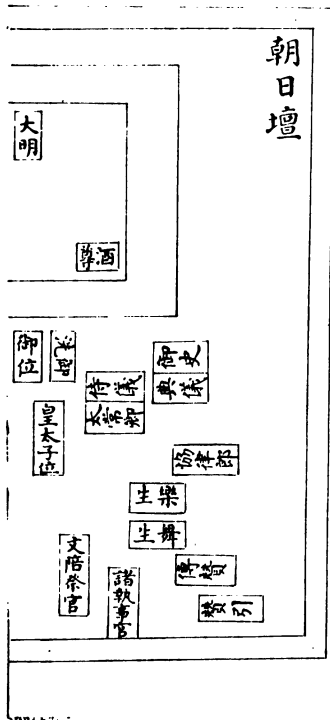 朝日壇
大明
酒尊
御史
典儀
侍儀
太常卿
御位
皇太子位
協律郎
樂生
舞生
傳贊
贊引
諸執事官
文陪祭官